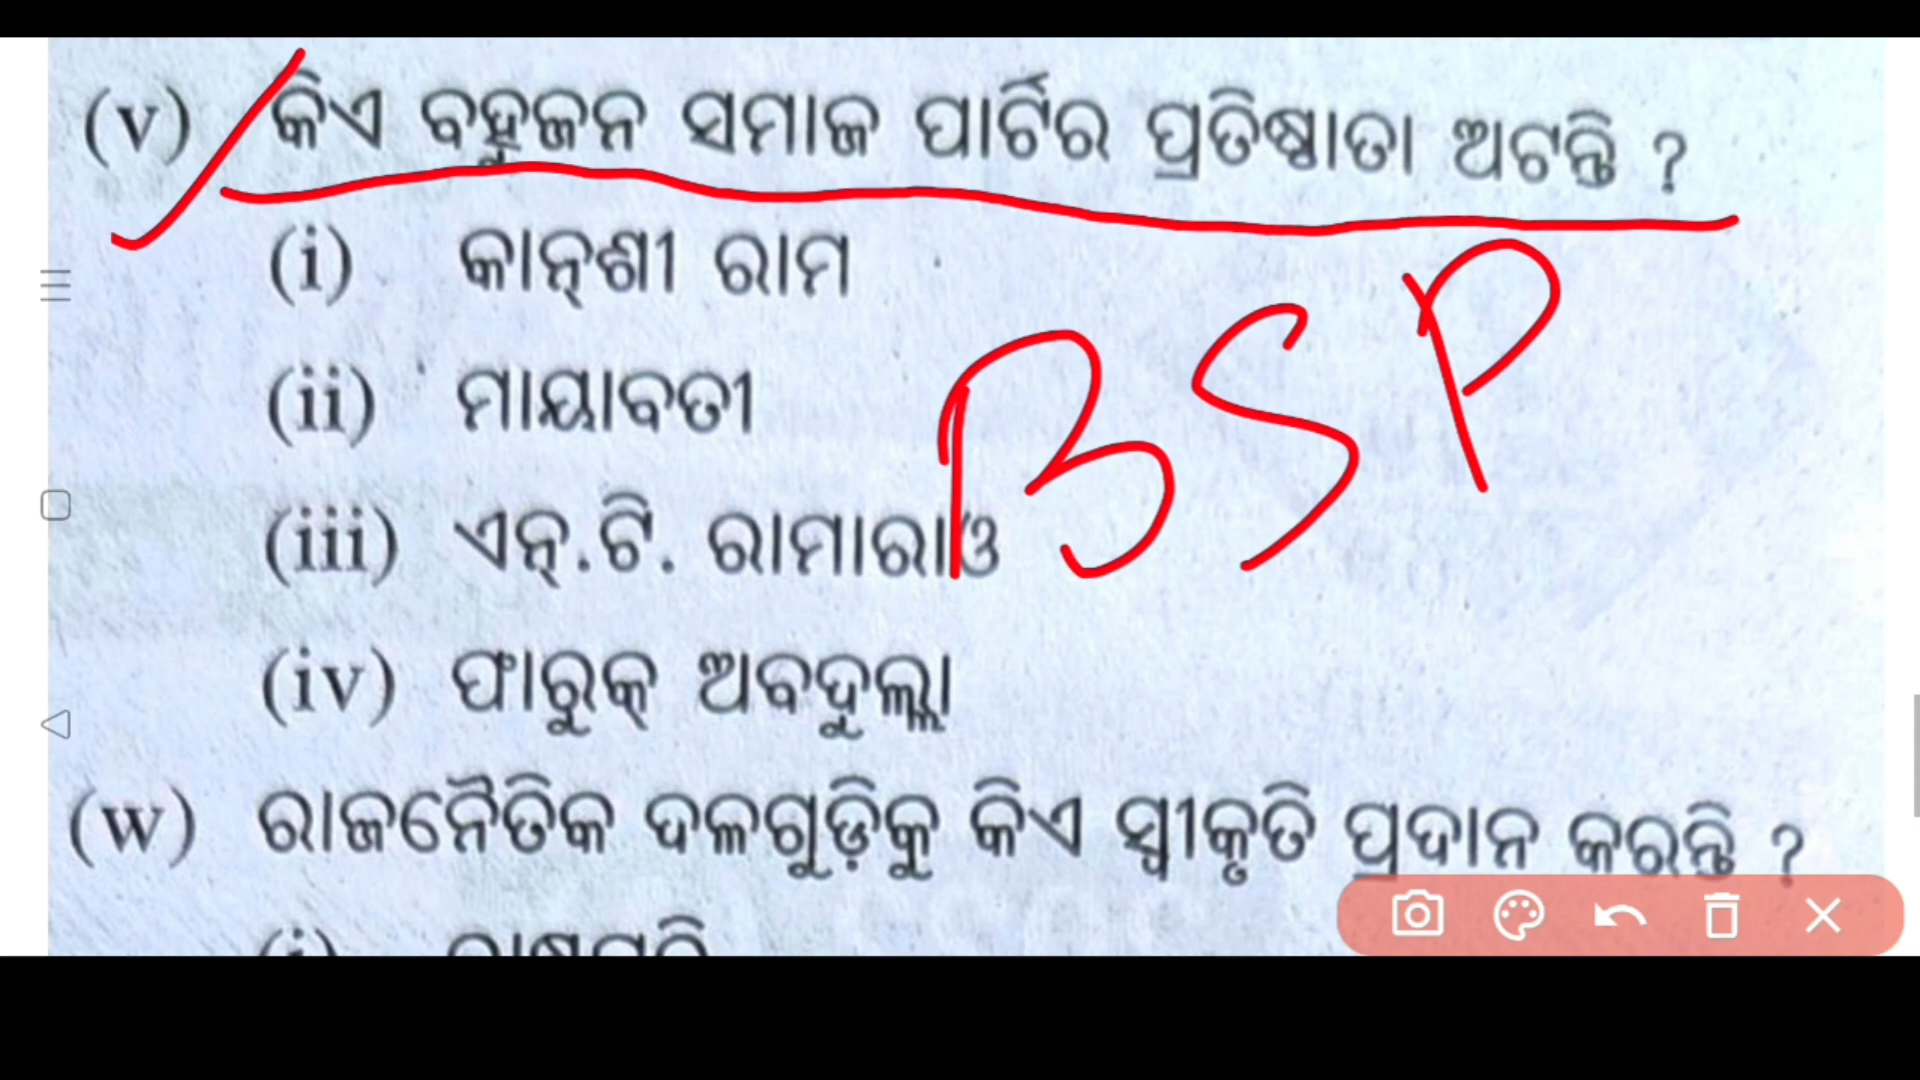 (v) କିଏ ବହୁଜନ ସମାଜ ପାର୍ଟିର ପ୍ରତିଷ୍ଠାତା ଅଟନ୍ତି ?
(i) କାନ୍‌ଶୀ ରାମ
(ii) ମାୟାବତୀ
BSP
(iii) ଏନ୍.ଟି. ରାମାରାଓ
(iv) ଫାରୁକ୍ ଅବଦୁଲ୍ଲା
(w) ରାଜନୈତିକ ଦଳଗୁଡ଼ିକୁ କିଏ ସ୍ୱୀକୃତି ପ୍ରଦାନ କରନ୍ତି ?
(i)